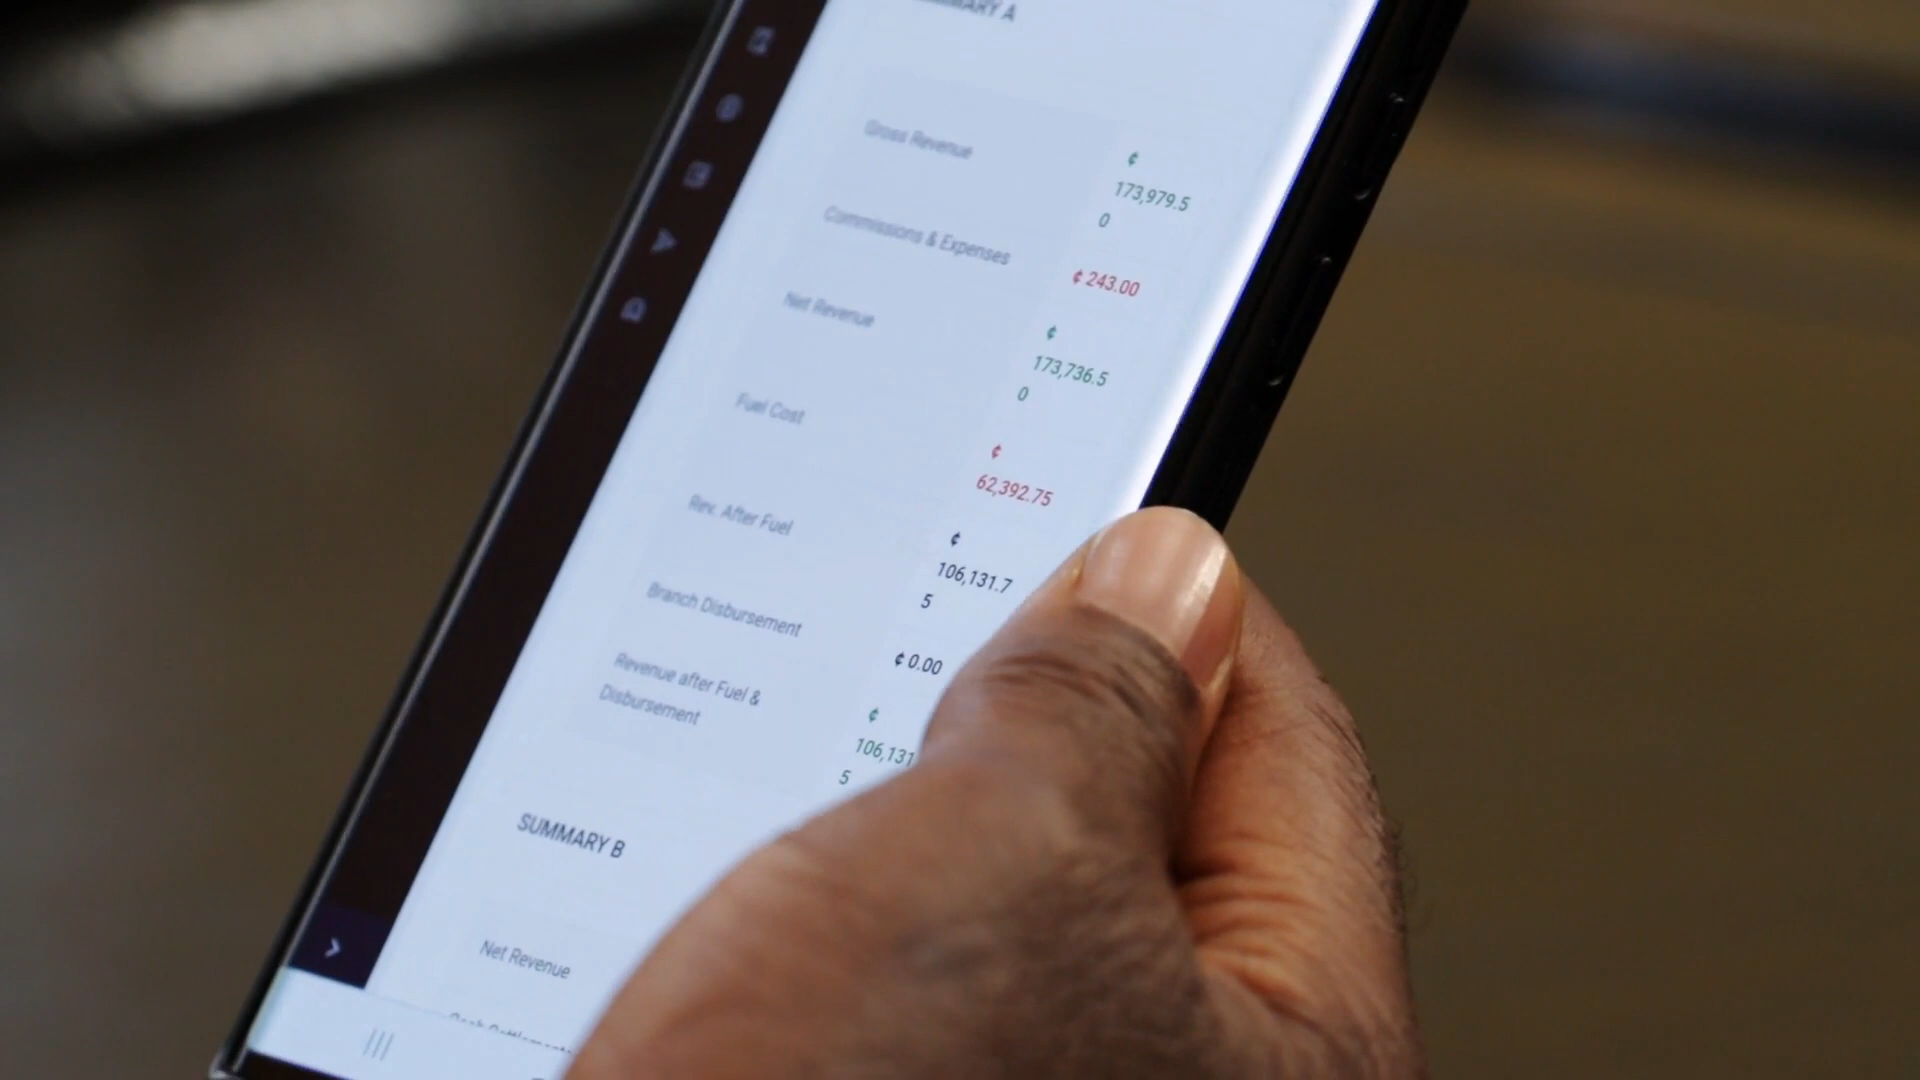 SUMMARY A
Gross Revenue
₵
173,979.5
0
Commissions & Expenses
₵ 243.00
Net Revenue
₵
173,736.5
0
Fuel Cost
₵
62,392.75
Rev. After Fuel
₵
106,131.7
5
Branch Disbursement
₵ 0.00
Revenue after Fuel &
Disbursement
₵
106,131
5
SUMMARY B
Net Revenue